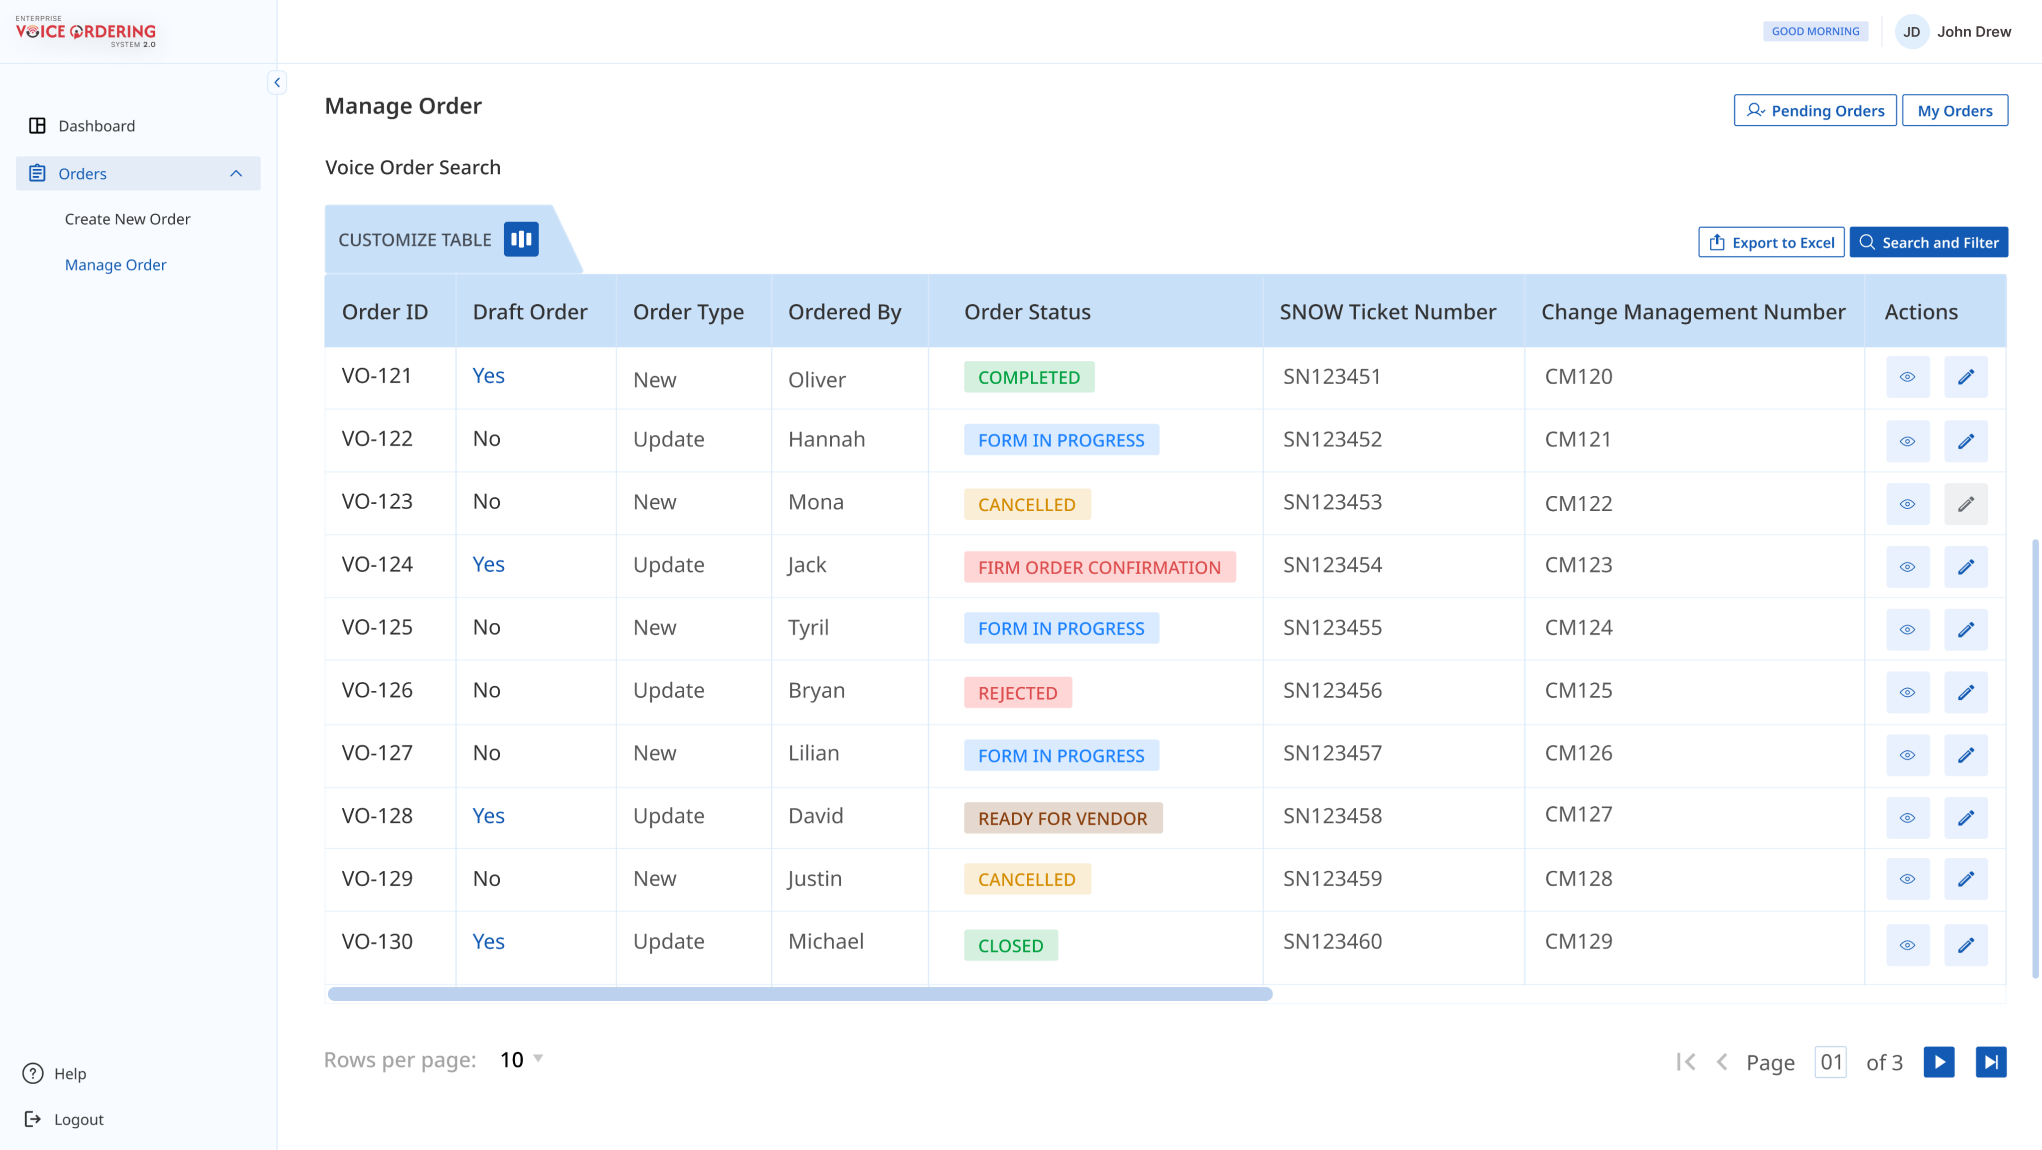 ENTERPRISE
VOICE ORDERING
SYSTEM 2.0
GOOD MORNING
JD
John Drew
Dashboard
Orders
Create New Order
Manage Order
Help
Logout
Manage Order
Pending Orders
My Orders
Voice Order Search
CUSTOMIZE TABLE
Export to Excel
Search and Filter
Order ID Draft Order Order Type Ordered By Order Status SNOW Ticket Number Change Management Number Actions
VO-121 Yes New Oliver COMPLETED SN123451 CM120
VO-122 No Update Hannah FORM IN PROGRESS SN123452 CM121
VO-123 No New Mona CANCELLED SN123453 CM122
VO-124 Yes Update Jack FIRM ORDER CONFIRMATION SN123454 CM123
VO-125 No New Tyril FORM IN PROGRESS SN123455 CM124
VO-126 No Update Bryan REJECTED SN123456 CM125
VO-127 No New Lilian FORM IN PROGRESS SN123457 CM126
VO-128 Yes Update David READY FOR VENDOR SN123458 CM127
VO-129 No New Justin CANCELLED SN123459 CM128
VO-130 Yes Update Michael CLOSED SN123460 CM129
Rows per page: 10
Page 01 of 3